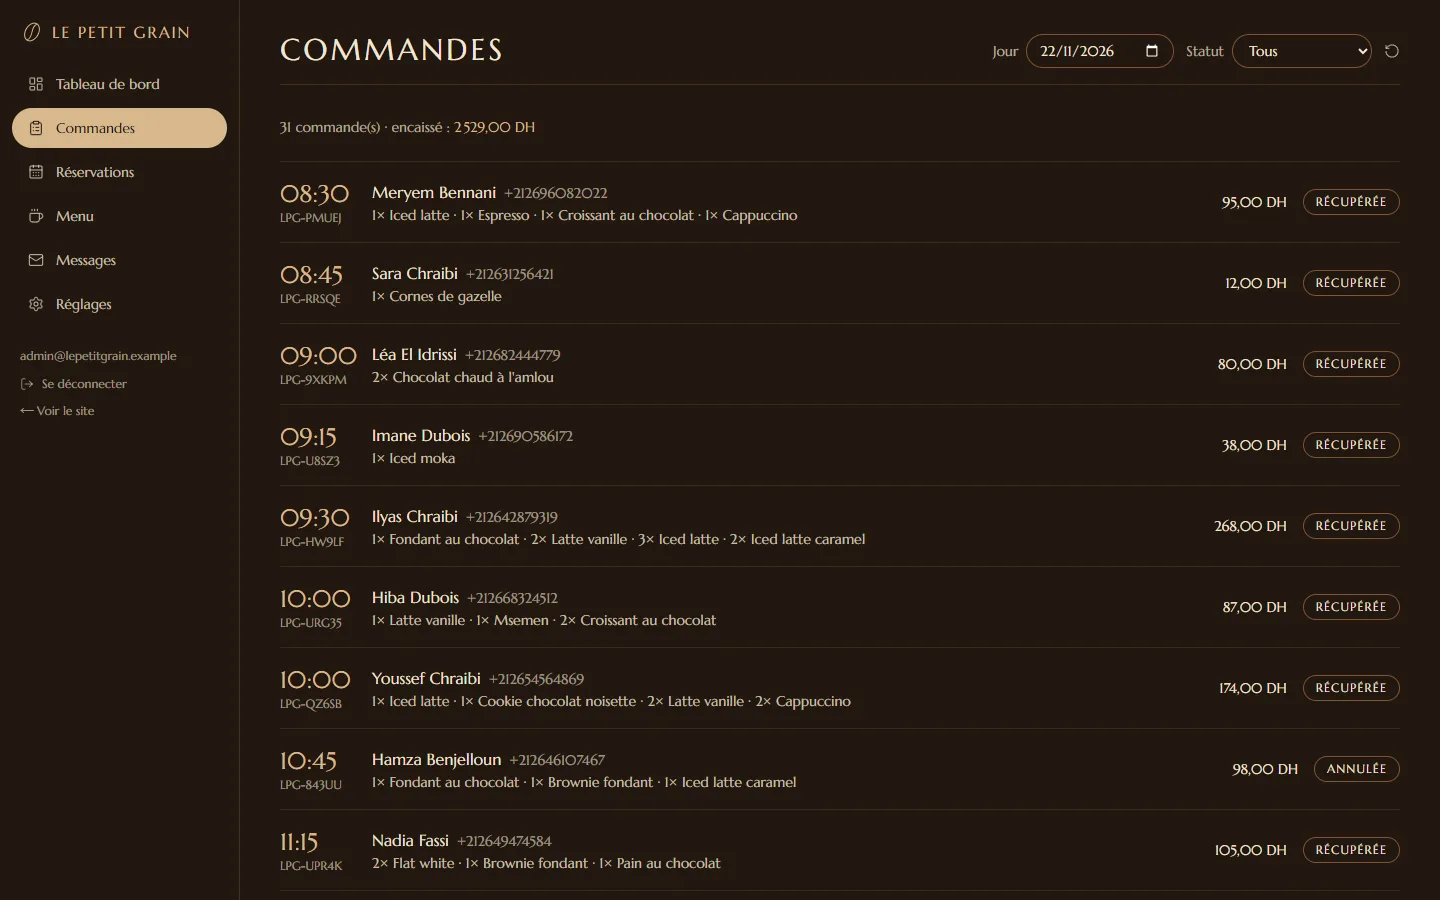 LE PETIT GRAIN
Tableau de bord
Commandes
Réservations
Menu
Messages
Réglages
admin@lepetitgrain.example
Se déconnecter
← Voir le site
COMMANDES
Jour 22/11/2026 Statut Tous
31 commande(s) · encaissé : 2 529,00 DH
08:30 Meryem Bennani +212696082022
LPG-PMUEJ 1× Iced latte · 1× Espresso · 1× Croissant au chocolat · 1× Cappuccino
95,00 DH RÉCUPÉRÉE
08:45 Sara Chraibi +212631256421
LPG-RRSQE 1× Cornes de gazelle
12,00 DH RÉCUPÉRÉE
09:00 Léa El Idrissi +212682444779
LPG-9XKPM 2× Chocolat chaud à l'amlou
80,00 DH RÉCUPÉRÉE
09:15 Imane Dubois +212690586172
LPG-U8SZ3 1× Iced moka
38,00 DH RÉCUPÉRÉE
09:30 Ilyas Chraibi +212642879319
LPG-HW9LF 1× Fondant au chocolat · 2× Latte vanille · 3× Iced latte · 2× Iced latte caramel
268,00 DH RÉCUPÉRÉE
10:00 Hiba Dubois +212668324512
LPG-URG35 1× Latte vanille · 1× Msemen · 2× Croissant au chocolat
87,00 DH RÉCUPÉRÉE
10:00 Youssef Chraibi +212654564869
LPG-QZ6SB 1× Iced latte · 1× Cookie chocolat noisette · 2× Latte vanille · 2× Cappuccino
174,00 DH RÉCUPÉRÉE
10:45 Hamza Benjelloun +212646107467
LPG-843UU 1× Fondant au chocolat · 1× Brownie fondant · 1× Iced latte caramel
98,00 DH ANNULÉE
11:15 Nadia Fassi +212649474584
LPG-UPR4K 2× Flat white · 1× Brownie fondant · 1× Pain au chocolat
105,00 DH RÉCUPÉRÉE